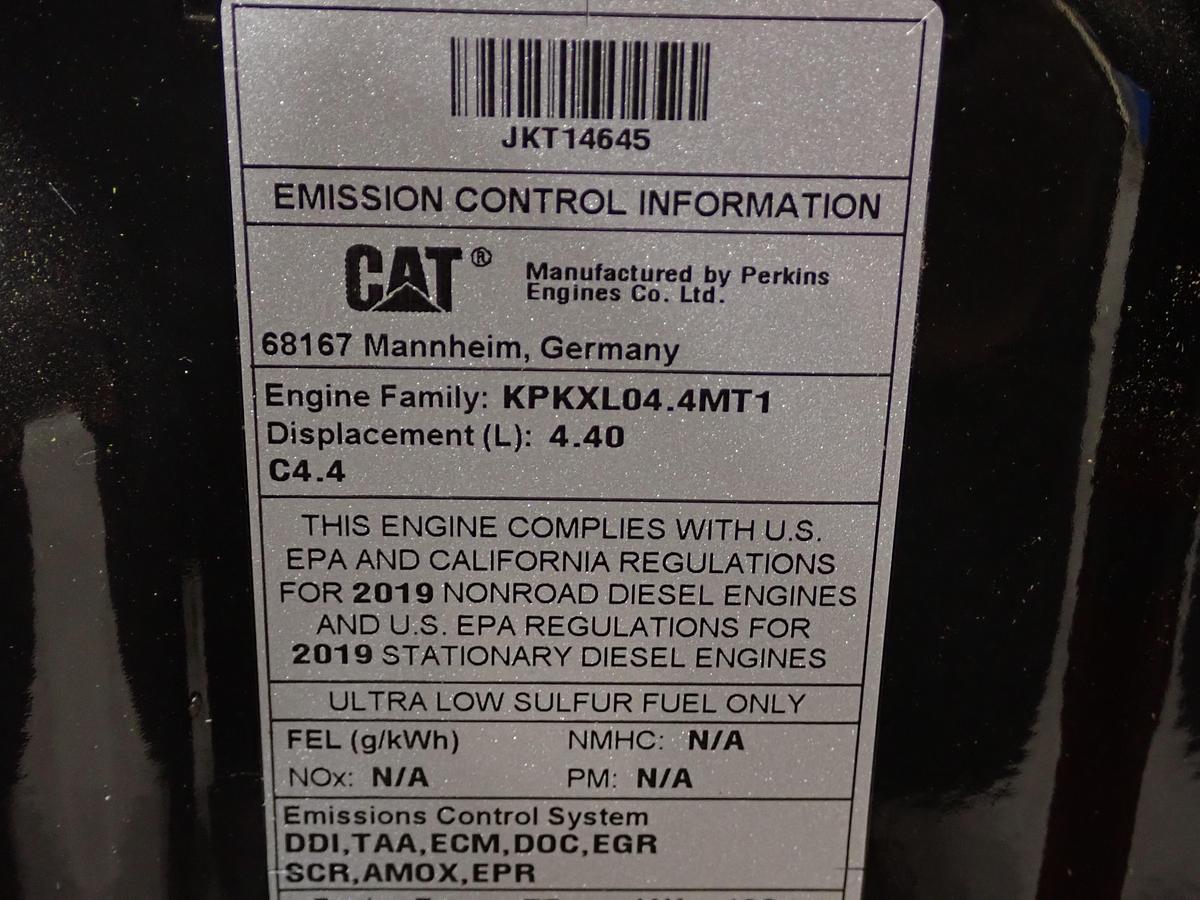 JKT14645
EMISSION CONTROL INFORMATION
CAT® Manufactured by Perkins
Engines Co. Ltd.
68167 Mannheim, Germany
Engine Family: KPKXL04.4MT1
Displacement (L): 4.40
C4.4
THIS ENGINE COMPLIES WITH U.S.
EPA AND CALIFORNIA REGULATIONS
FOR 2019 NONROAD DIESEL ENGINES
AND U.S. EPA REGULATIONS FOR
2019 STATIONARY DIESEL ENGINES
ULTRA LOW SULFUR FUEL ONLY
FEL (g/kWh) NMHC: N/A
NOx: N/A PM: N/A
Emissions Control System
DDI,TAA,ECM,DOC,EGR
SCR,AMOX,EPR